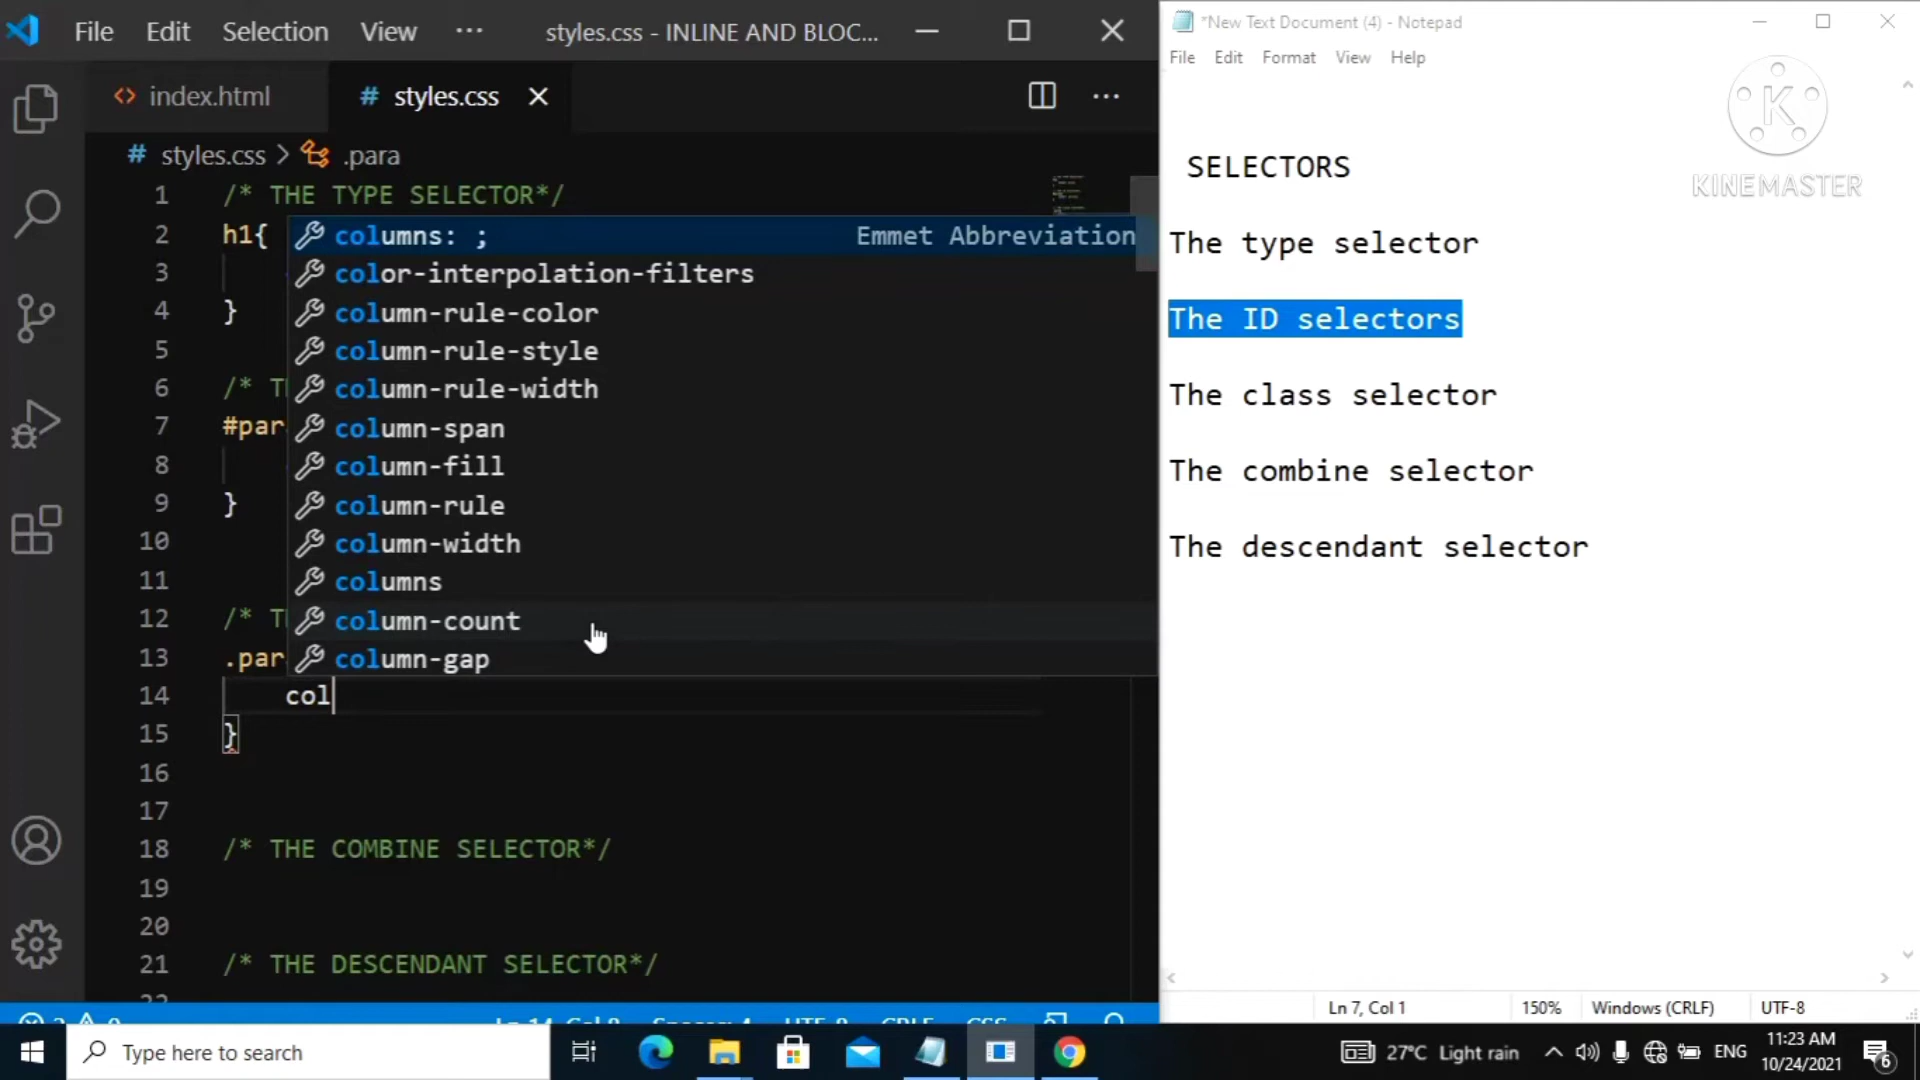 File Edit Selection View ··· styles.css - INLINE AND BLOC...
index.html # styles.css
# styles.css > .para
1 /* THE TYPE SELECTOR*/
2 h1{
3
4 }
5
6 /* T
7 #par
8
9 }
10
11
12 /* T
13 .par
14 col
15 }
16
17
18 /* THE COMBINE SELECTOR*/
19
20
21 /* THE DESCENDANT SELECTOR*/
columns: ; Emmet Abbreviation
color-interpolation-filters
column-rule-color
column-rule-style
column-rule-width
column-span
column-fill
column-rule
column-width
columns
column-count
column-gap
*New Text Document (4) - Notepad
File Edit Format View Help
KINEMASTER
SELECTORS
The type selector
The ID selectors
The class selector
The combine selector
The descendant selector
Ln 7, Col 1 150% Windows (CRLF) UTF-8
Type here to search
27°C Light rain
ENG
11:23 AM
10/24/2021
6